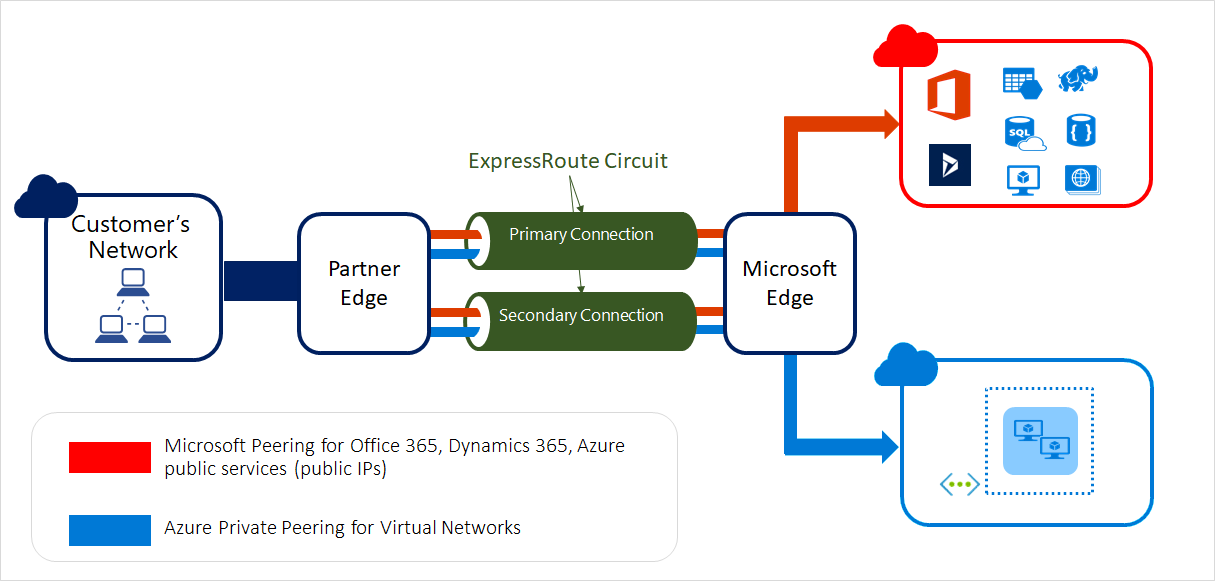 ExpressRoute Circuit
Customer's
Network
Partner
Edge
Primary Connection
Secondary Connection
Microsoft
Edge
SQL
Microsoft Peering for Office 365, Dynamics 365, Azure
public services (public IPs)
Azure Private Peering for Virtual Networks